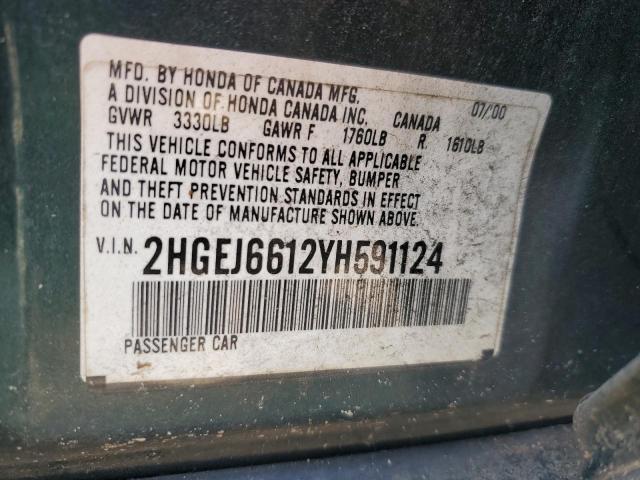 MFD. BY HONDA OF CANADA MFG.
A DIVISION OF HONDA CANADA INC. CANADA 07/00
GVWR 3330LB GAWR F 1760LB R 1610LB
THIS VEHICLE CONFORMS TO ALL APPLICABLE
FEDERAL MOTOR VEHICLE SAFETY, BUMPER
AND THEFT PREVENTION STANDARDS IN EFFECT
ON THE DATE OF MANUFACTURE SHOWN ABOVE.
V.I.N. 2HGEJ6612YH591124
PASSENGER CAR